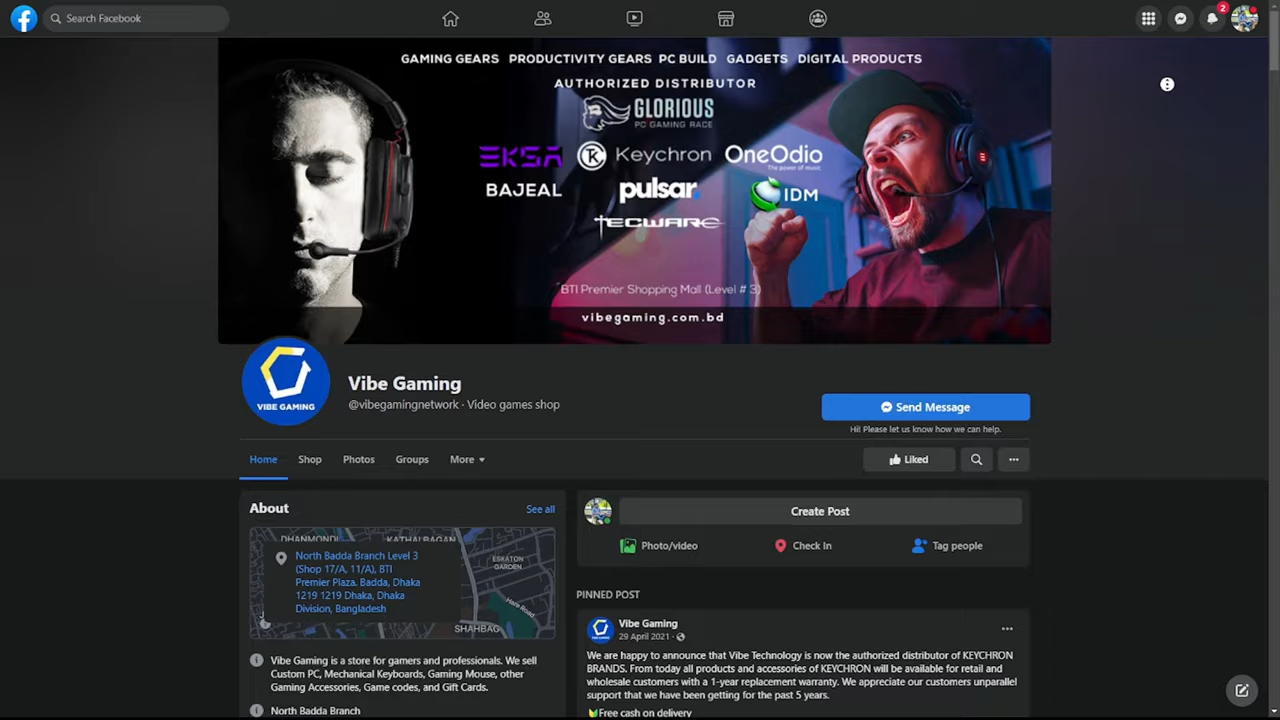 Search Facebook
2
GAMING GEARS PRODUCTIVITY GEARS PC BUILD GADGETS DIGITAL PRODUCTS
AUTHORIZED DISTRIBUTOR
GLORIOUS
PC GAMING RACE
EKSA Keychron OneOdio
The power of music.
BAJEAL pulsar. IDM
TECWARE
BTI Premier Shopping Mall (Level # 3)
vibegaming.com.bd
VIBE GAMING
Vibe Gaming
@vibegamingnetwork · Video games shop
Send Message
Hi! Please let us know how we can help.
Home Shop Photos Groups More
Liked
About
See all
DHANMONDI KATHALBAGAN
ESKATON
GARDEN
Hare Road
SHAHBAG
North Badda Branch Level 3
(Shop 17/A, 11/A), BTI
Premier Plaza. Badda, Dhaka
1219 1219 Dhaka, Dhaka
Division, Bangladesh
Vibe Gaming is a store for gamers and professionals. We sell
Custom PC, Mechanical Keyboards, Gaming Mouse, other
Gaming Accessories, Game codes, and Gift Cards.
North Badda Branch
Create Post
Photo/video Check In Tag people
PINNED POST
Vibe Gaming
29 April 2021 ·
We are happy to announce that Vibe Technology is now the authorized distributor of KEYCHRON
BRANDS. From today all products and accessories of KEYCHRON will be available for retail and
wholesale customers with a 1-year replacement warranty. We appreciate our customers unparallel
support that we have been getting for the past 5 years.
Free cash on delivery